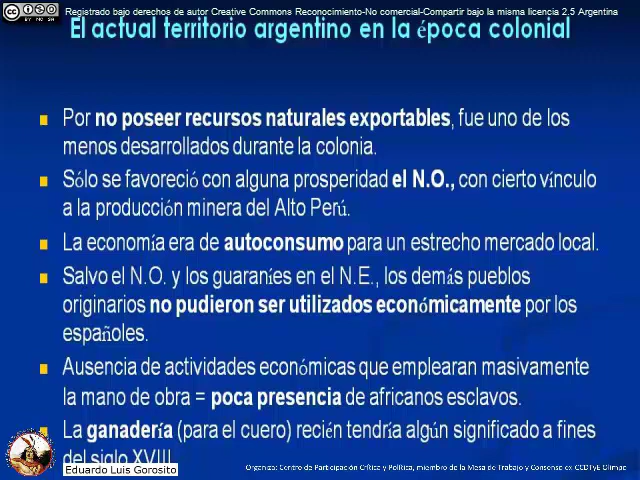 Registrado bajo derechos de autor Creative Commons Reconocimiento-No comercial-Compartir bajo la misma licencia 2.5 Argentina
El actual territorio argentino en la época colonial
Por no poseer recursos naturales exportables, fue uno de los
menos desarrollados durante la colonia.
Sólo se favoreció con alguna prosperidad el N.O., con cierto vínculo
a la producción minera del Alto Perú.
La economía era de autoconsumo para un estrecho mercado local.
Salvo el N.O. y los guaraníes en el N.E., los demás pueblos
originarios no pudieron ser utilizados económicamente por los
españoles.
Ausencia de actividades económicas que emplearan masivamente
la mano de obra = poca presencia de africanos esclavos.
La ganadería (para el cuero) recién tendría algún significado a fines
del siglo XVIII
Eduardo Luis Gorosito
Organiza: Centro de Participación Crítica y Política, miembro de la Mesa de Trabajo y Consenso ex-CCDTyE Olimpo